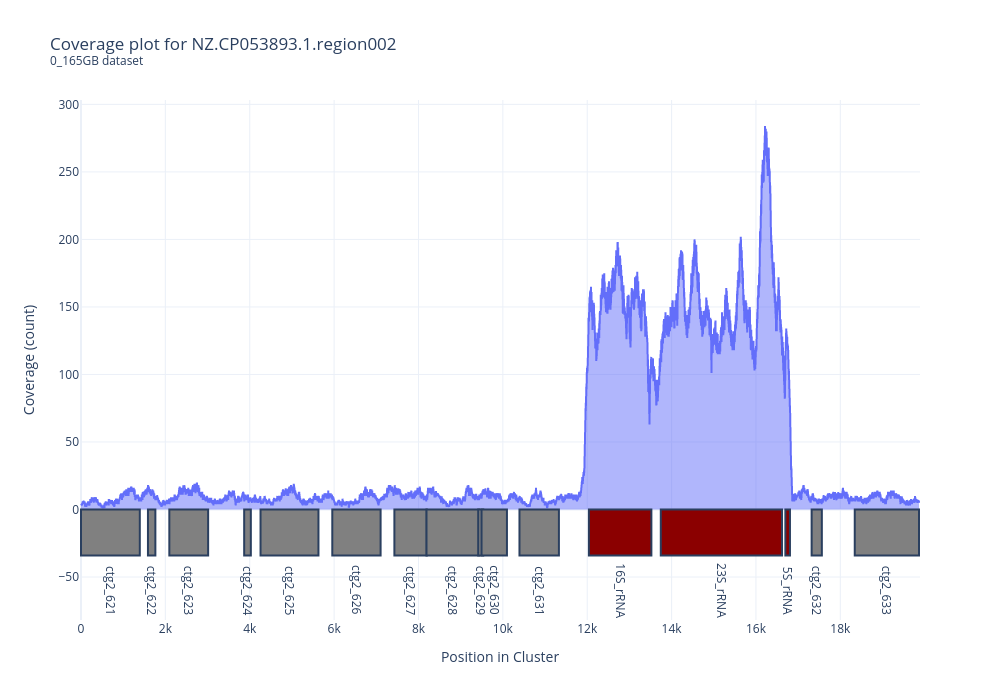 Coverage plot for NZ.CP053893.1.region002
0_165GB dataset
300
250
200
150
100
50
0
−50
Coverage (count)
ctg2_621
ctg2_622
ctg2_623
ctg2_624
ctg2_625
ctg2_626
ctg2_627
ctg2_628
ctg2_629
ctg2_630
ctg2_631
16S_rRNA
23S_rRNA
5S_rRNA
ctg2_632
ctg2_633
0 2k 4k 6k 8k 10k 12k 14k 16k 18k
Position in Cluster